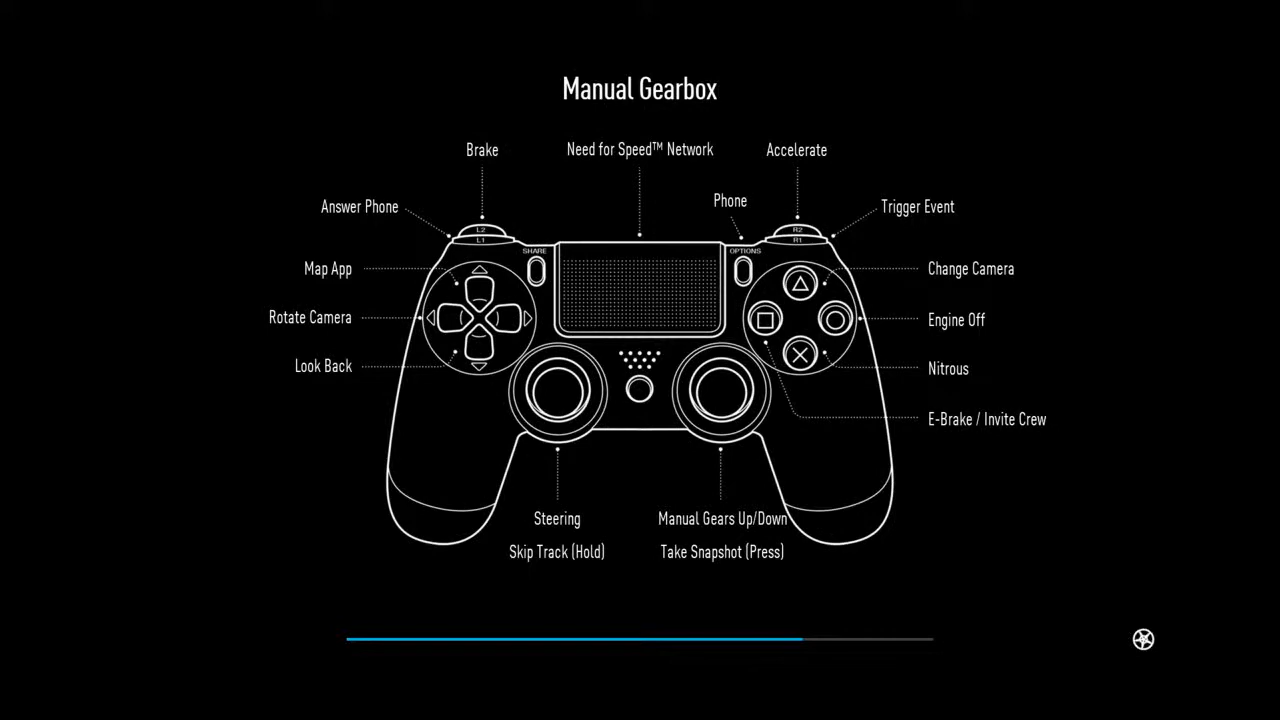 Manual Gearbox
Brake
Need for Speed™ Network
Accelerate
Answer Phone
Phone
Trigger Event
L2
R2
L1
R1
SHARE
OPTIONS
Map App
Change Camera
Rotate Camera
Engine Off
Look Back
Nitrous
E-Brake / Invite Crew
Steering
Manual Gears Up/Down
Skip Track (Hold)
Take Snapshot (Press)